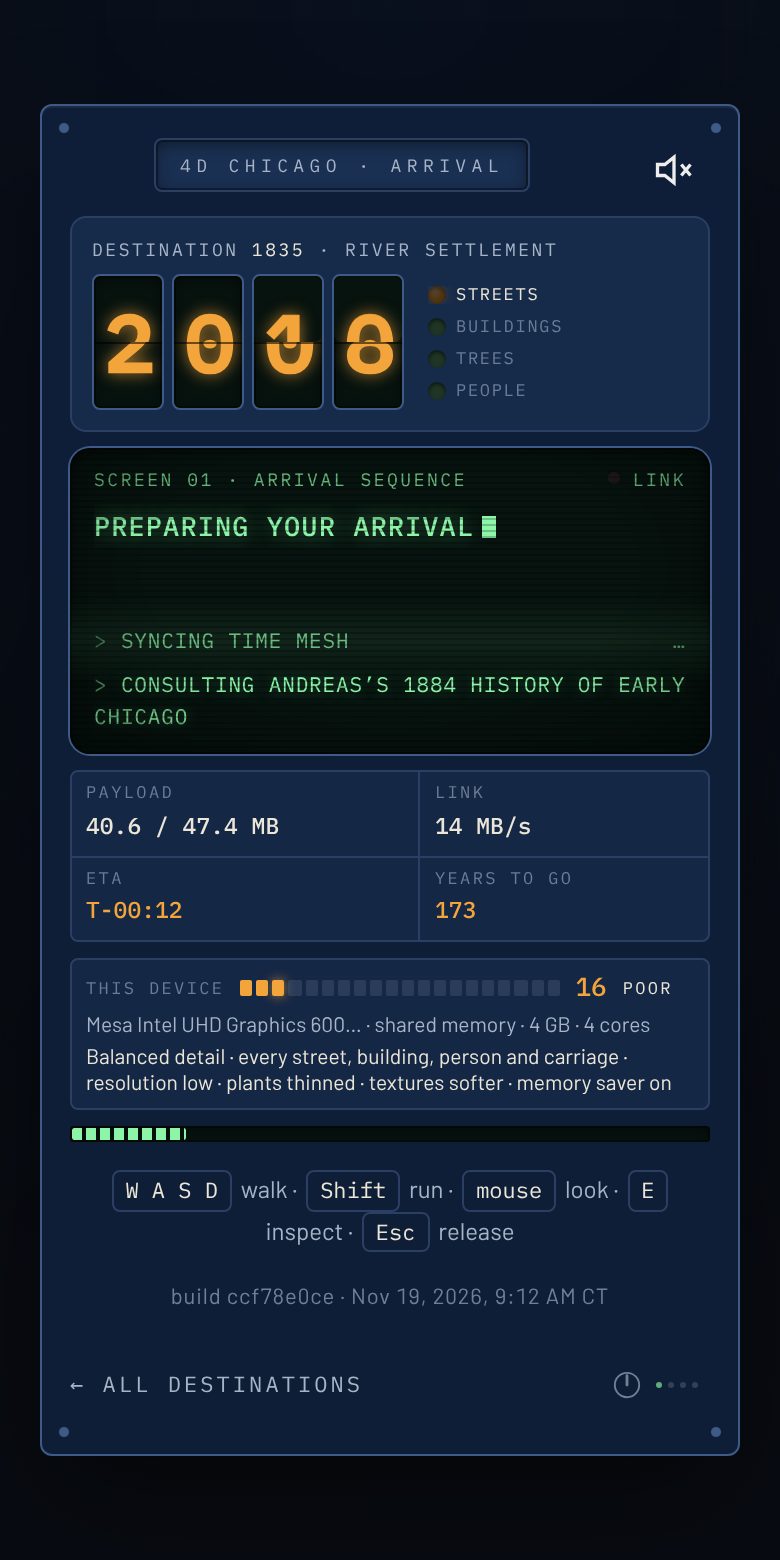 4D CHICAGO · ARRIVAL
DESTINATION 1835 · RIVER SETTLEMENT
STREETS
BUILDINGS
TREES
PEOPLE
SCREEN 01 · ARRIVAL SEQUENCE LINK
PREPARING YOUR ARRIVAL
> SYNCING TIME MESH …
> CONSULTING ANDREAS’S 1884 HISTORY OF EARLY
CHICAGO
PAYLOAD LINK
40.6 / 47.4 MB 14 MB/s
ETA YEARS TO GO
T-00:12 173
THIS DEVICE 16 POOR
Mesa Intel UHD Graphics 600… · shared memory · 4 GB · 4 cores
Balanced detail · every street, building, person and carriage ·
resolution low · plants thinned · textures softer · memory saver on
W A S D walk · Shift run · mouse look · E
inspect · Esc release
build ccf78e0ce · Nov 19, 2026, 9:12 AM CT
← ALL DESTINATIONS